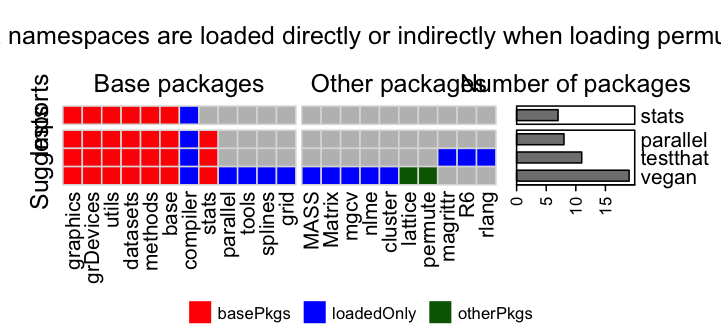 namespaces are loaded directly or indirectly when loading permu
Base packages
Other packages
Number of packages
Imports
Suggests
stats
parallel
testthat
vegan
graphics
grDevices
utils
datasets
methods
base
compiler
stats
parallel
tools
splines
grid
MASS
Matrix
mgcv
nlme
cluster
lattice
permute
magrittr
R6
rlang
0
5
10
15
basePkgs
loadedOnly
otherPkgs